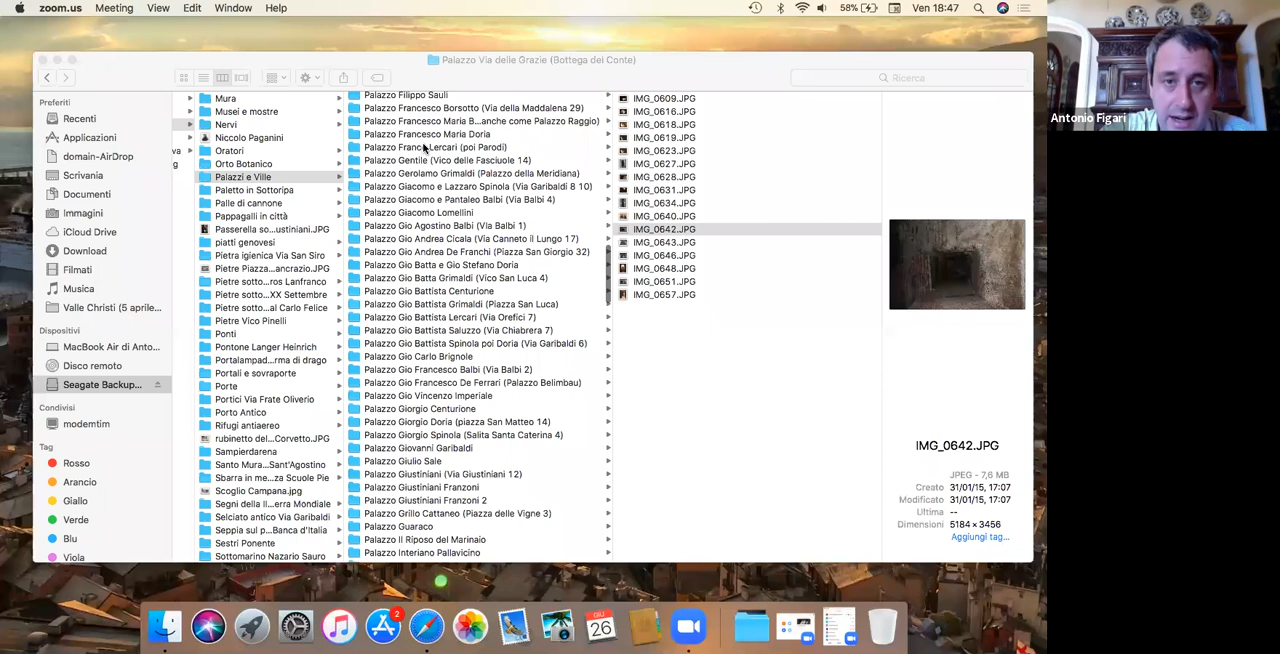 zoom.us Meeting View Edit Window Help 58% Ven 18:47
Palazzo Via delle Grazie (Bottega del Conte)
Ricerca
Preferiti
Recenti
Applicazioni
domain-AirDrop
Scrivania
Documenti
Immagini
iCloud Drive
Download
Filmati
Musica
Valle Christi (5 aprile...
Dispositivi
MacBook Air di Anto...
Disco remoto
Seagate Backup...
Condivisi
modemtim
Tag
Rosso
Arancio
Giallo
Verde
Blu
Viola
va
g
Mura
Musei e mostre
Nervi
Niccolo Paganini
Oratori
Orto Botanico
Palazzi e Ville
Paletto in Sottoripa
Palle di cannone
Pappagalli in città
Passerella so...ustiniani.JPG
piatti genovesi
Pietra igienica Via San Siro
Pietre Piazza...ancrazio.JPG
Pietre sotto...ros Lanfranco
Pietre sotto...XX Settembre
Pietre sotto...al Carlo Felice
Pietre Vico Pinelli
Ponti
Pontone Langer Heinrich
Portalampad...rma di drago
Portali e sovraporte
Porte
Portici Via Frate Oliverio
Porto Antico
Rifugi antiaereo
rubinetto del...Corvetto.JPG
Sampierdarena
Santo Mura...Sant'Agostino
Sbarra in me...za Scuole Pie
Scoglio Campana.jpg
Segni della II...erra Mondiale
Selciato antico Via Garibaldi
Seppia sul p...Banca d'Italia
Sestri Ponente
Sottomarino Nazario Sauro
Palazzo Filippo Sauli
Palazzo Francesco Borsotto (Via della Maddalena 29)
Palazzo Francesco Maria B...anche come Palazzo Raggio)
Palazzo Francesco Maria Doria
Palazzo Franco Lercari (poi Parodi)
Palazzo Gentile (Vico delle Fasciuole 14)
Palazzo Gerolamo Grimaldi (Palazzo della Meridiana)
Palazzo Giacomo e Lazzaro Spinola (Via Garibaldi 8 10)
Palazzo Giacomo e Pantaleo Balbi (Via Balbi 4)
Palazzo Giacomo Lomellini
Palazzo Gio Agostino Balbi (VIa Balbi 1)
Palazzo Gio Andrea Cicala (Via Canneto il Lungo 17)
Palazzo Gio Andrea De Franchi (Piazza San Giorgio 32)
Palazzo Gio Batta e Gio Stefano Doria
Palazzo Gio Batta Grimaldi (Vico San Luca 4)
Palazzo Gio Battista Centurione
Palazzo Gio Battista Grimaldi (Piazza San Luca)
Palazzo Gio Battista Lercari (Via Orefici 7)
Palazzo Gio Battista Saluzzo (Via Chiabrera 7)
Palazzo Gio Battista Spinola poi Doria (Via Garibaldi 6)
Palazzo Gio Carlo Brignole
Palazzo Gio Francesco Balbi (Via Balbi 2)
Palazzo Gio Francesco De Ferrari (Palazzo Belimbau)
Palazzo Gio Vincenzo Imperiale
Palazzo Giorgio Centurione
Palazzo Giorgio Doria (piazza San Matteo 14)
Palazzo Giorgio Spinola (Salita Santa Caterina 4)
Palazzo Giovanni Garibaldi
Palazzo Giulio Sale
Palazzo Giustiniani (Via Giustiniani 12)
Palazzo Giustiniani Franzoni
Palazzo Giustiniani Franzoni 2
Palazzo Grillo Cattaneo (Piazza delle Vigne 3)
Palazzo Guaraco
Palazzo Il Riposo del Marinaio
Palazzo Interiano Pallavicino
IMG_0609.JPG
IMG_0616.JPG
IMG_0618.JPG
IMG_0619.JPG
IMG_0623.JPG
IMG_0627.JPG
IMG_0628.JPG
IMG_0631.JPG
IMG_0634.JPG
IMG_0640.JPG
IMG_0642.JPG
IMG_0643.JPG
IMG_0646.JPG
IMG_0648.JPG
IMG_0651.JPG
IMG_0657.JPG
IMG_0642.JPG
JPEG - 7,6 MB
Creato 31/01/15, 17:07
Modificato 31/01/15, 17:07
Ultima --
Dimensioni 5184 × 3456
Aggiungi tag...
Antonio Figari
2
GIU
26